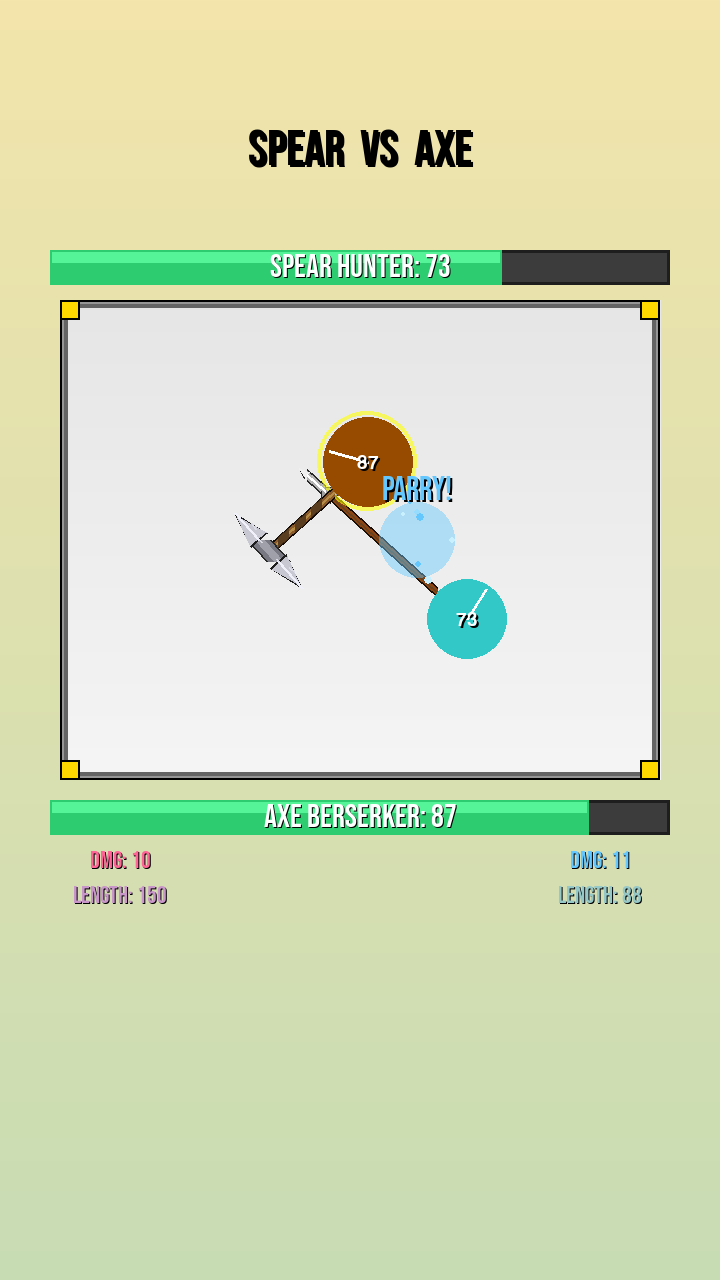 SPEAR VS AXE
SPEAR HUNTER: 73
87
PARRY!
73
AXE BERSERKER: 87
DMG: 10
DMG: 11
LENGTH: 150
LENGTH: 88